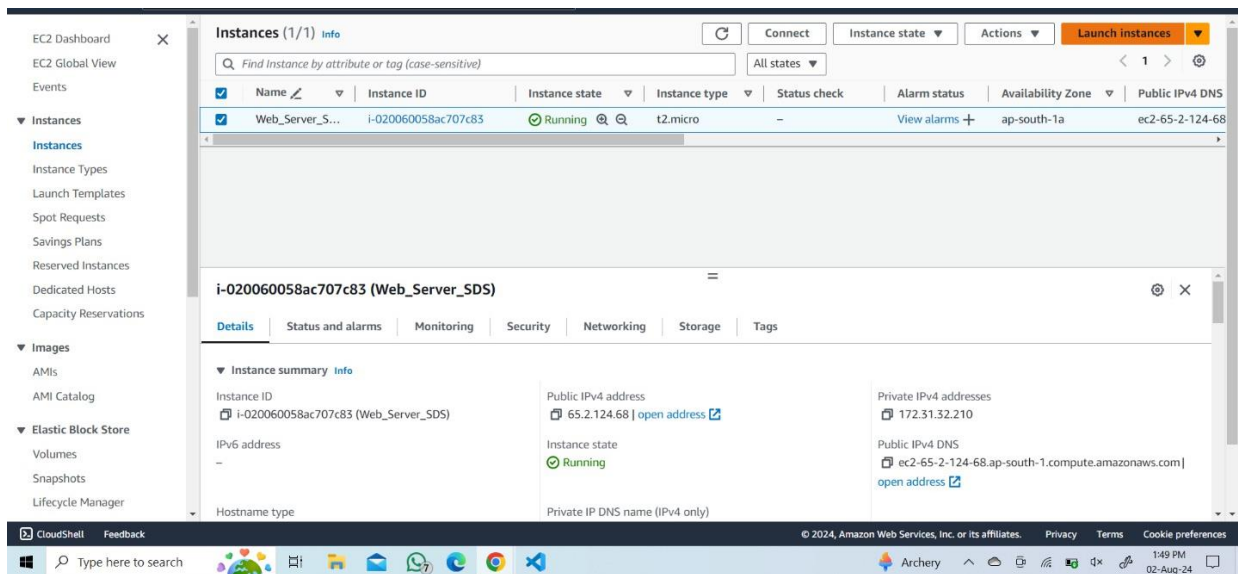 EC2 Dashboard
EC2 Global View
Events
Instances
Instances
Instance Types
Launch Templates
Spot Requests
Savings Plans
Reserved Instances
Dedicated Hosts
Capacity Reservations
Images
AMIs
AMI Catalog
Elastic Block Store
Volumes
Snapshots
Lifecycle Manager
Instances (1/1) Info
Connect Instance state Actions Launch instances
Find Instance by attribute or tag (case-sensitive) All states 1
Name Instance ID Instance state Instance type Status check Alarm status Availability Zone Public IPv4 DNS
Web_Server_S... i-020060058ac707c83 Running t2.micro – View alarms + ap-south-1a ec2-65-2-124-68
i-020060058ac707c83 (Web_Server_SDS)
Details Status and alarms Monitoring Security Networking Storage Tags
Instance summary Info
Instance ID Public IPv4 address Private IPv4 addresses
i-020060058ac707c83 (Web_Server_SDS) 65.2.124.68 | open address 172.31.32.210
IPv6 address Instance state Public IPv4 DNS
– Running ec2-65-2-124-68.ap-south-1.compute.amazonaws.com |
open address
Hostname type Private IP DNS name (IPv4 only)
CloudShell Feedback © 2024, Amazon Web Services, Inc. or its affiliates. Privacy Terms Cookie preferences
Type here to search Archery 1:49 PM
02-Aug-24